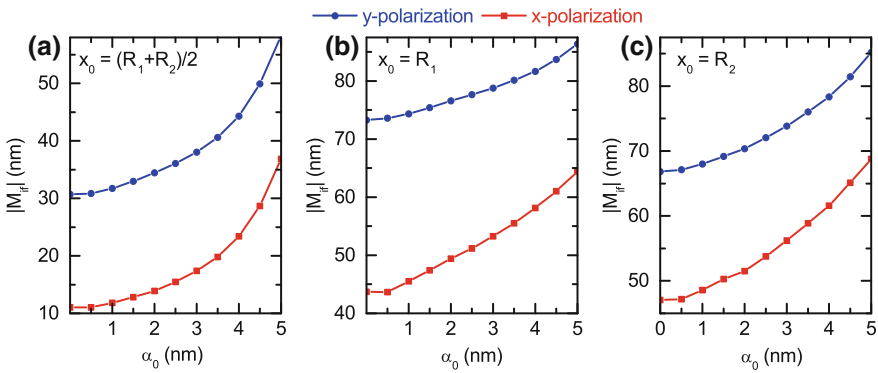 y-polarization x-polarization
(a) x₀ = (R₁+R₂)/2
|M_if| (nm)
50
40
30
20
10
1 2 3 4 5
α₀ (nm)
(b) x₀ = R₁
|M_if| (nm)
80
70
60
50
40
1 2 3 4 5
α₀ (nm)
(c) x₀ = R₂
|M_if| (nm)
80
70
60
50
0 1 2 3 4 5
α₀ (nm)